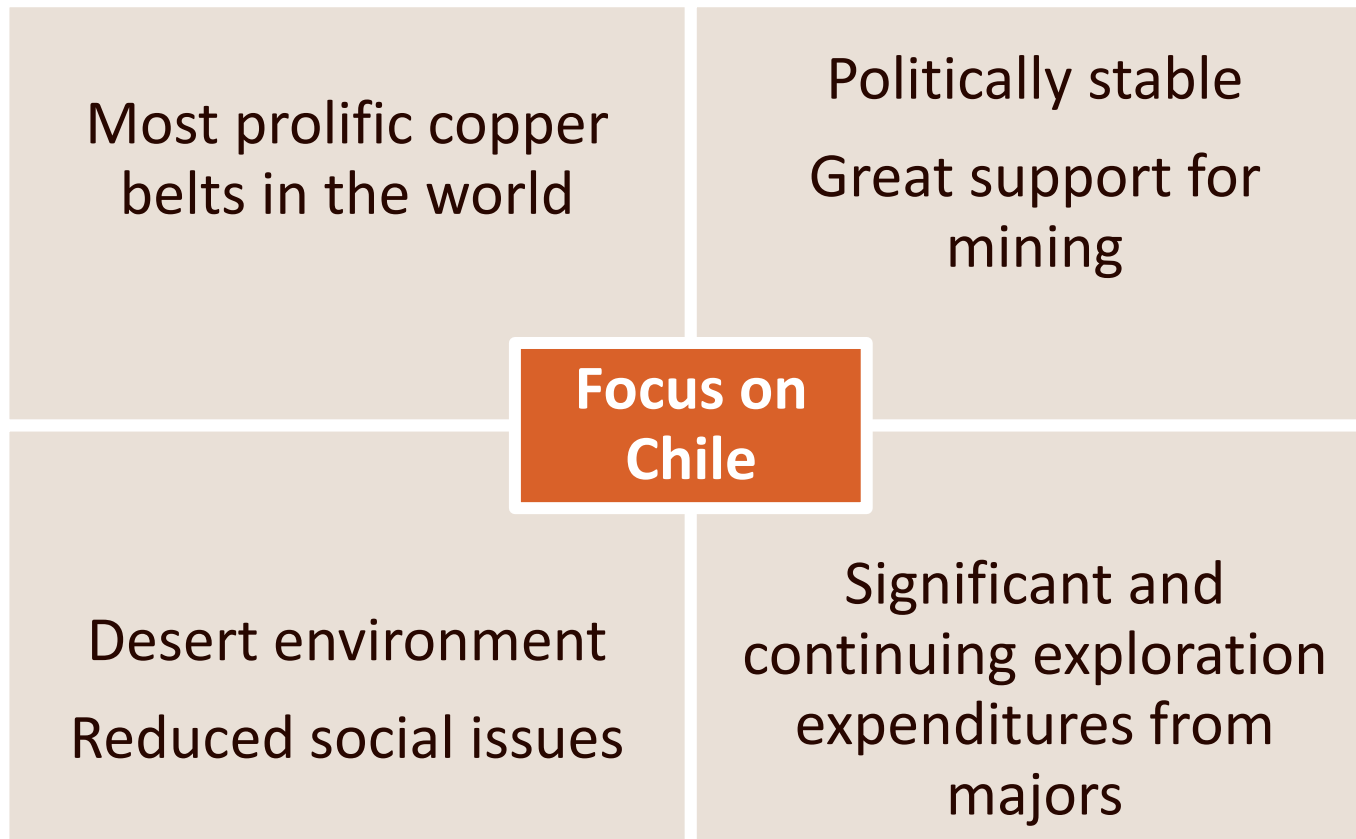 Most prolific copper
belts in the world
Politically stable
Great support for
mining
Focus on
Chile
Desert environment
Reduced social issues
Significant and
continuing exploration
expenditures from
majors